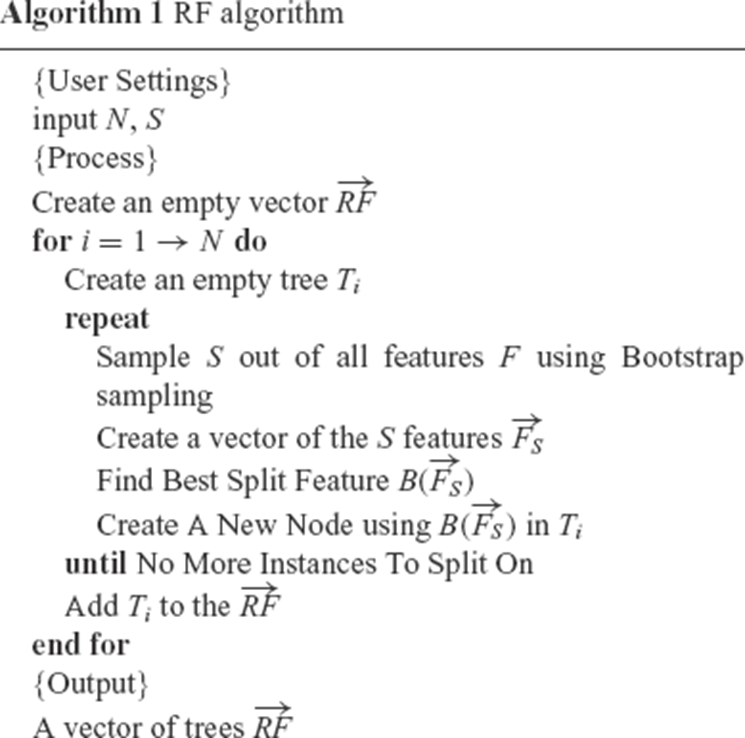 Algorithm 1 RF algorithm
{User Settings}
input N, S
{Process}
Create an empty vector $\overrightarrow{RF}$
for i = 1 → N do
Create an empty tree $T_i$
repeat
Sample S out of all features F using Bootstrap
sampling
Create a vector of the S features $\overrightarrow{F_S}$
Find Best Split Feature $B(\overrightarrow{F_S})$
Create A New Node using $B(\overrightarrow{F_S})$ in $T_i$
until No More Instances To Split On
Add $T_i$ to the $\overrightarrow{RF}$
end for
{Output}
A vector of trees $\overrightarrow{RF}$